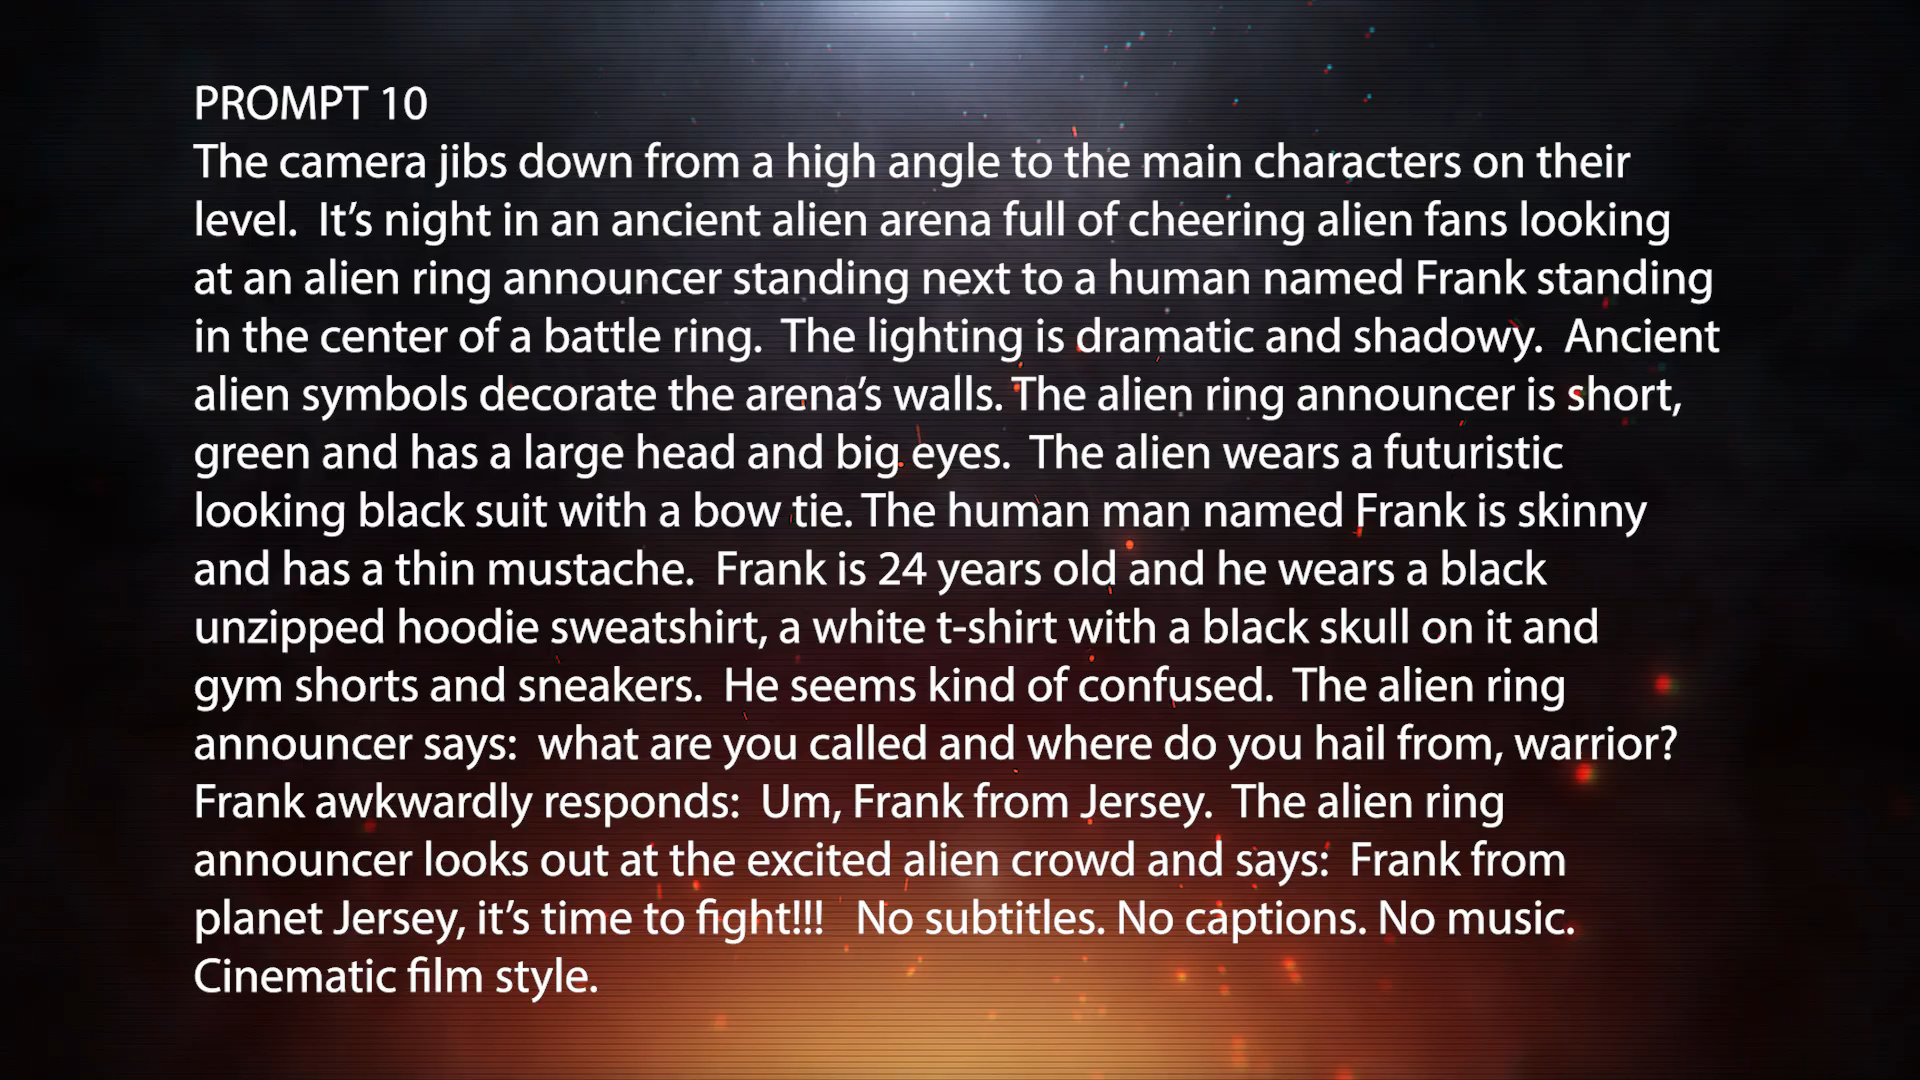 PROMPT 10
The camera jibs down from a high angle to the main characters on their
level.  It’s night in an ancient alien arena full of cheering alien fans looking
at an alien ring announcer standing next to a human named Frank standing
in the center of a battle ring.  The lighting is dramatic and shadowy.  Ancient
alien symbols decorate the arena’s walls. The alien ring announcer is short,
green and has a large head and big eyes.  The alien wears a futuristic
looking black suit with a bow tie. The human man named Frank is skinny
and has a thin mustache.  Frank is 24 years old and he wears a black
unzipped hoodie sweatshirt, a white t-shirt with a black skull on it and
gym shorts and sneakers.  He seems kind of confused.  The alien ring
announcer says:  what are you called and where do you hail from, warrior?
Frank awkwardly responds:  Um, Frank from Jersey.  The alien ring
announcer looks out at the excited alien crowd and says:  Frank from
planet Jersey, it’s time to fight!!!   No subtitles. No captions. No music.
Cinematic film style.